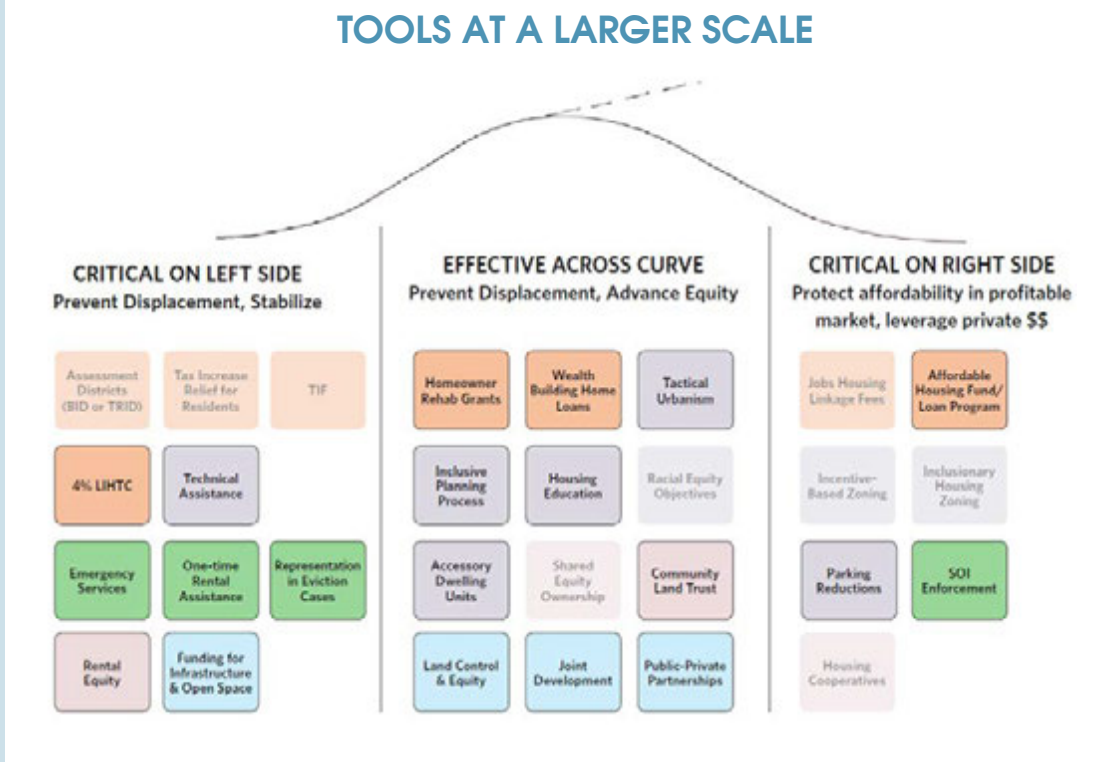 TOOLS AT A LARGER SCALE
CRITICAL ON LEFT SIDE
Prevent Displacement, Stabilize
Assessment
Districts
(BID or TRID)
Tax Increase
Relief for
Residents
TIF
4% LIHTC
Technical
Assistance
Emergency
Services
One-time
Rental
Assistance
Representation
in Eviction
Cases
Rental
Equity
Funding for
Infrastructure
& Open Space
EFFECTIVE ACROSS CURVE
Prevent Displacement, Advance Equity
Homeowner
Rehab Grants
Wealth
Building Home
Loans
Tactical
Urbanism
Inclusive
Planning
Process
Housing
Education
Racial Equity
Objectives
Accessory
Dwelling
Units
Shared
Equity
Ownership
Community
Land Trust
Land Control
& Equity
Joint
Development
Public-Private
Partnerships
CRITICAL ON RIGHT SIDE
Protect affordability in profitable
market, leverage private $$
Jobs Housing
Linkage Fees
Affordable
Housing Fund/
Loan Program
Incentive-
Based Zoning
Inclusionary
Housing
Zoning
Parking
Reductions
SOI
Enforcement
Housing
Cooperatives